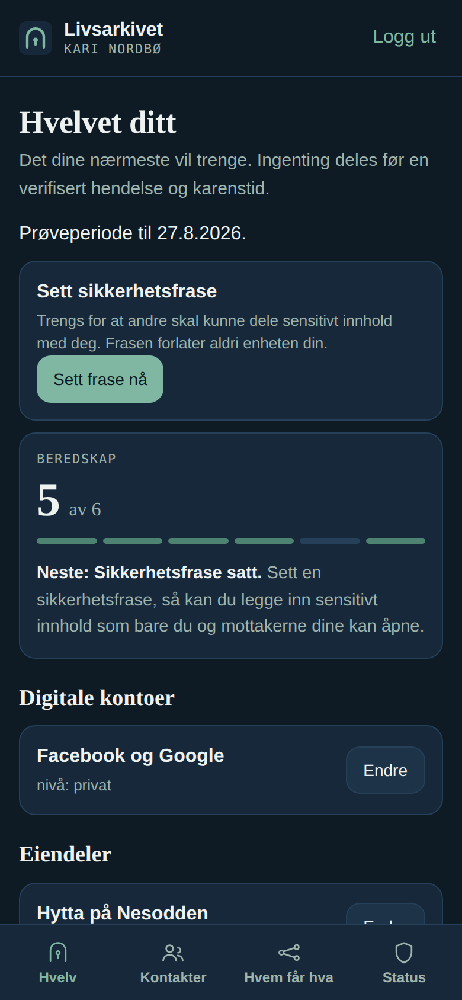 Livsarkivet
KARI NORDBØ
Logg ut
Hvelvet ditt
Det dine nærmeste vil trenge. Ingenting deles før en
verifisert hendelse og karenstid.
Prøveperiode til 27.8.2026.
Sett sikkerhetsfrase
Trengs for at andre skal kunne dele sensitivt innhold
med deg. Frasen forlater aldri enheten din.
Sett frase nå
BEREDSKAP
5 av 6
Neste: Sikkerhetsfrase satt. Sett en
sikkerhetsfrase, så kan du legge inn sensitivt
innhold som bare du og mottakerne dine kan åpne.
Digitale kontoer
Facebook og Google
nivå: privat
Endre
Eiendeler
Hytta på Nesodden
Endre
Hvelv
Kontakter
Hvem får hva
Status